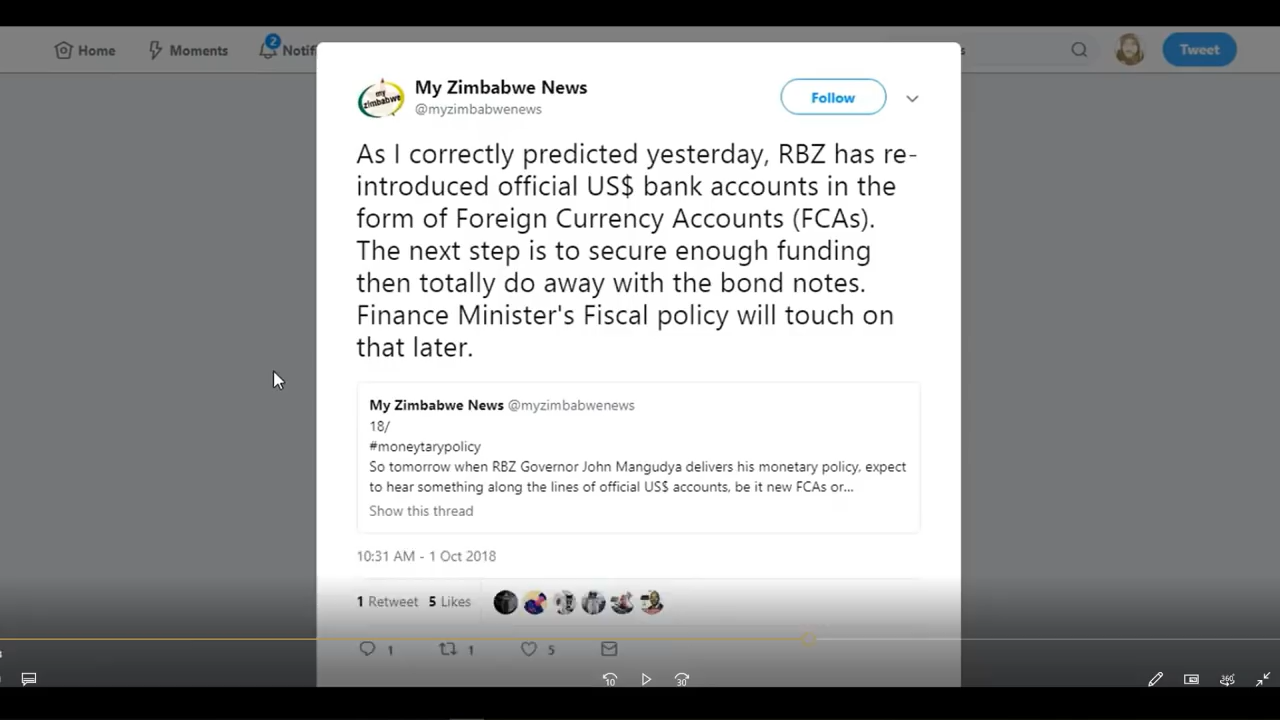 Home
Moments
2
Notif
s
Tweet
my
zimbabwe
My Zimbabwe News
@myzimbabwenews
Follow
As I correctly predicted yesterday, RBZ has re-
introduced official US$ bank accounts in the
form of Foreign Currency Accounts (FCAs).
The next step is to secure enough funding
then totally do away with the bond notes.
Finance Minister's Fiscal policy will touch on
that later.
My Zimbabwe News @myzimbabwenews
18/
#moneytarypolicy
So tomorrow when RBZ Governor John Mangudya delivers his monetary policy, expect
to hear something along the lines of official US$ accounts, be it new FCAs or...
Show this thread
10:31 AM - 1 Oct 2018
1 Retweet 5 Likes
1 1 5
10 30 360